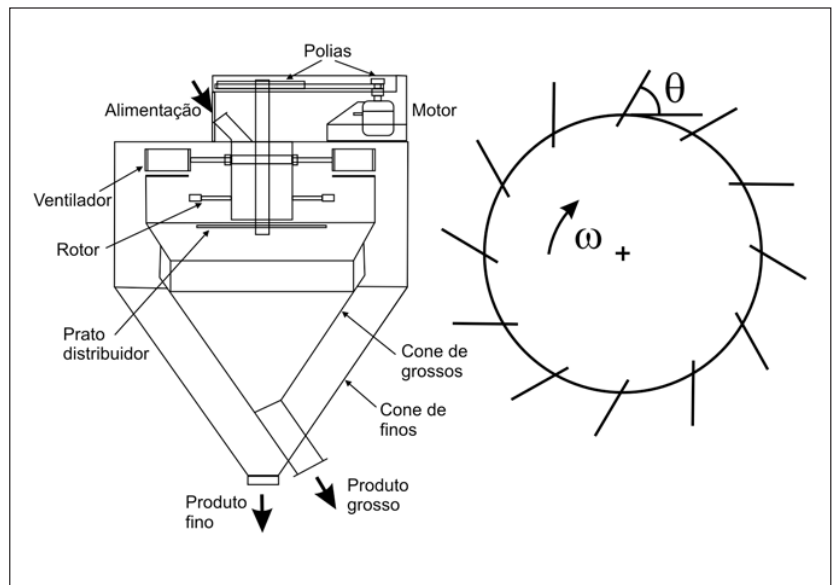 Polias
Alimentação
Motor
Ventilador
Rotor
Prato
distribuidor
Cone de
grossos
Cone de
finos
Produto
fino
Produto
grosso
θ
ω
+